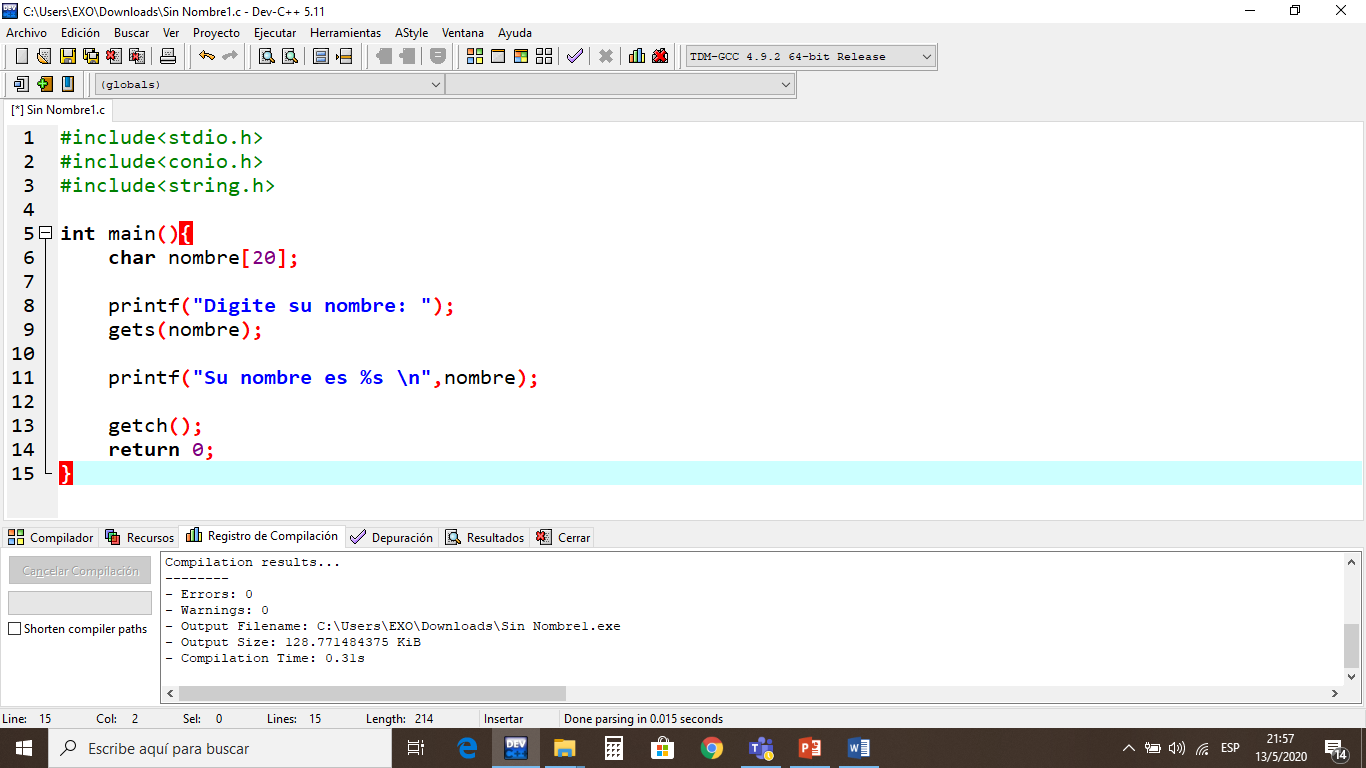 C:\Users\EXO\Downloads\Sin Nombre1.c - Dev-C++ 5.11
Archivo Edición Buscar Ver Proyecto Ejecutar Herramientas AStyle Ventana Ayuda
TDM-GCC 4.9.2 64-bit Release
(globals)
[*] Sin Nombre1.c
1 #include<stdio.h>
2 #include<conio.h>
3 #include<string.h>
4
5 int main(){
6 char nombre[20];
7
8 printf("Digite su nombre: ");
9 gets(nombre);
10
11 printf("Su nombre es %s \n",nombre);
12
13 getch();
14 return 0;
15 }
Compilador Recursos Registro de Compilación Depuración Resultados Cerrar
Cancelar Compilación
Shorten compiler paths
Compilation results...
--------
- Errors: 0
- Warnings: 0
- Output Filename: C:\Users\EXO\Downloads\Sin Nombre1.exe
- Output Size: 128.771484375 KiB
- Compilation Time: 0.31s
Line: 15 Col: 2 Sel: 0 Lines: 15 Length: 214 Insertar Done parsing in 0.015 seconds
Escribe aquí para buscar
DEV
ESP
21:57
13/5/2020
14